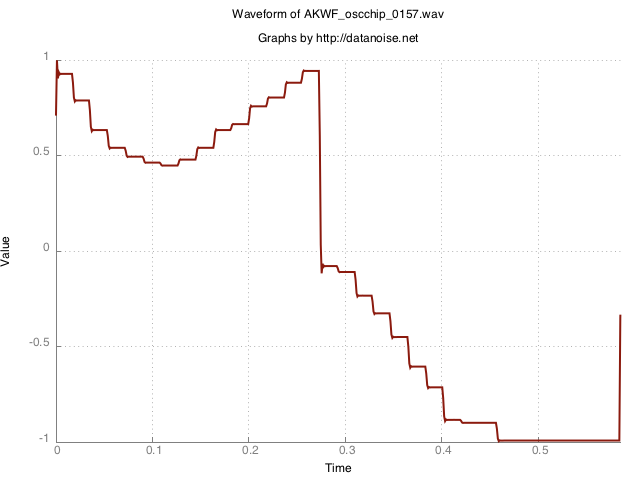 Waveform of AKWF_oscchip_0157.wav
Graphs by http://datanoise.net
1
0.5
0
-0.5
-1
Value
0 0.1 0.2 0.3 0.4 0.5
Time